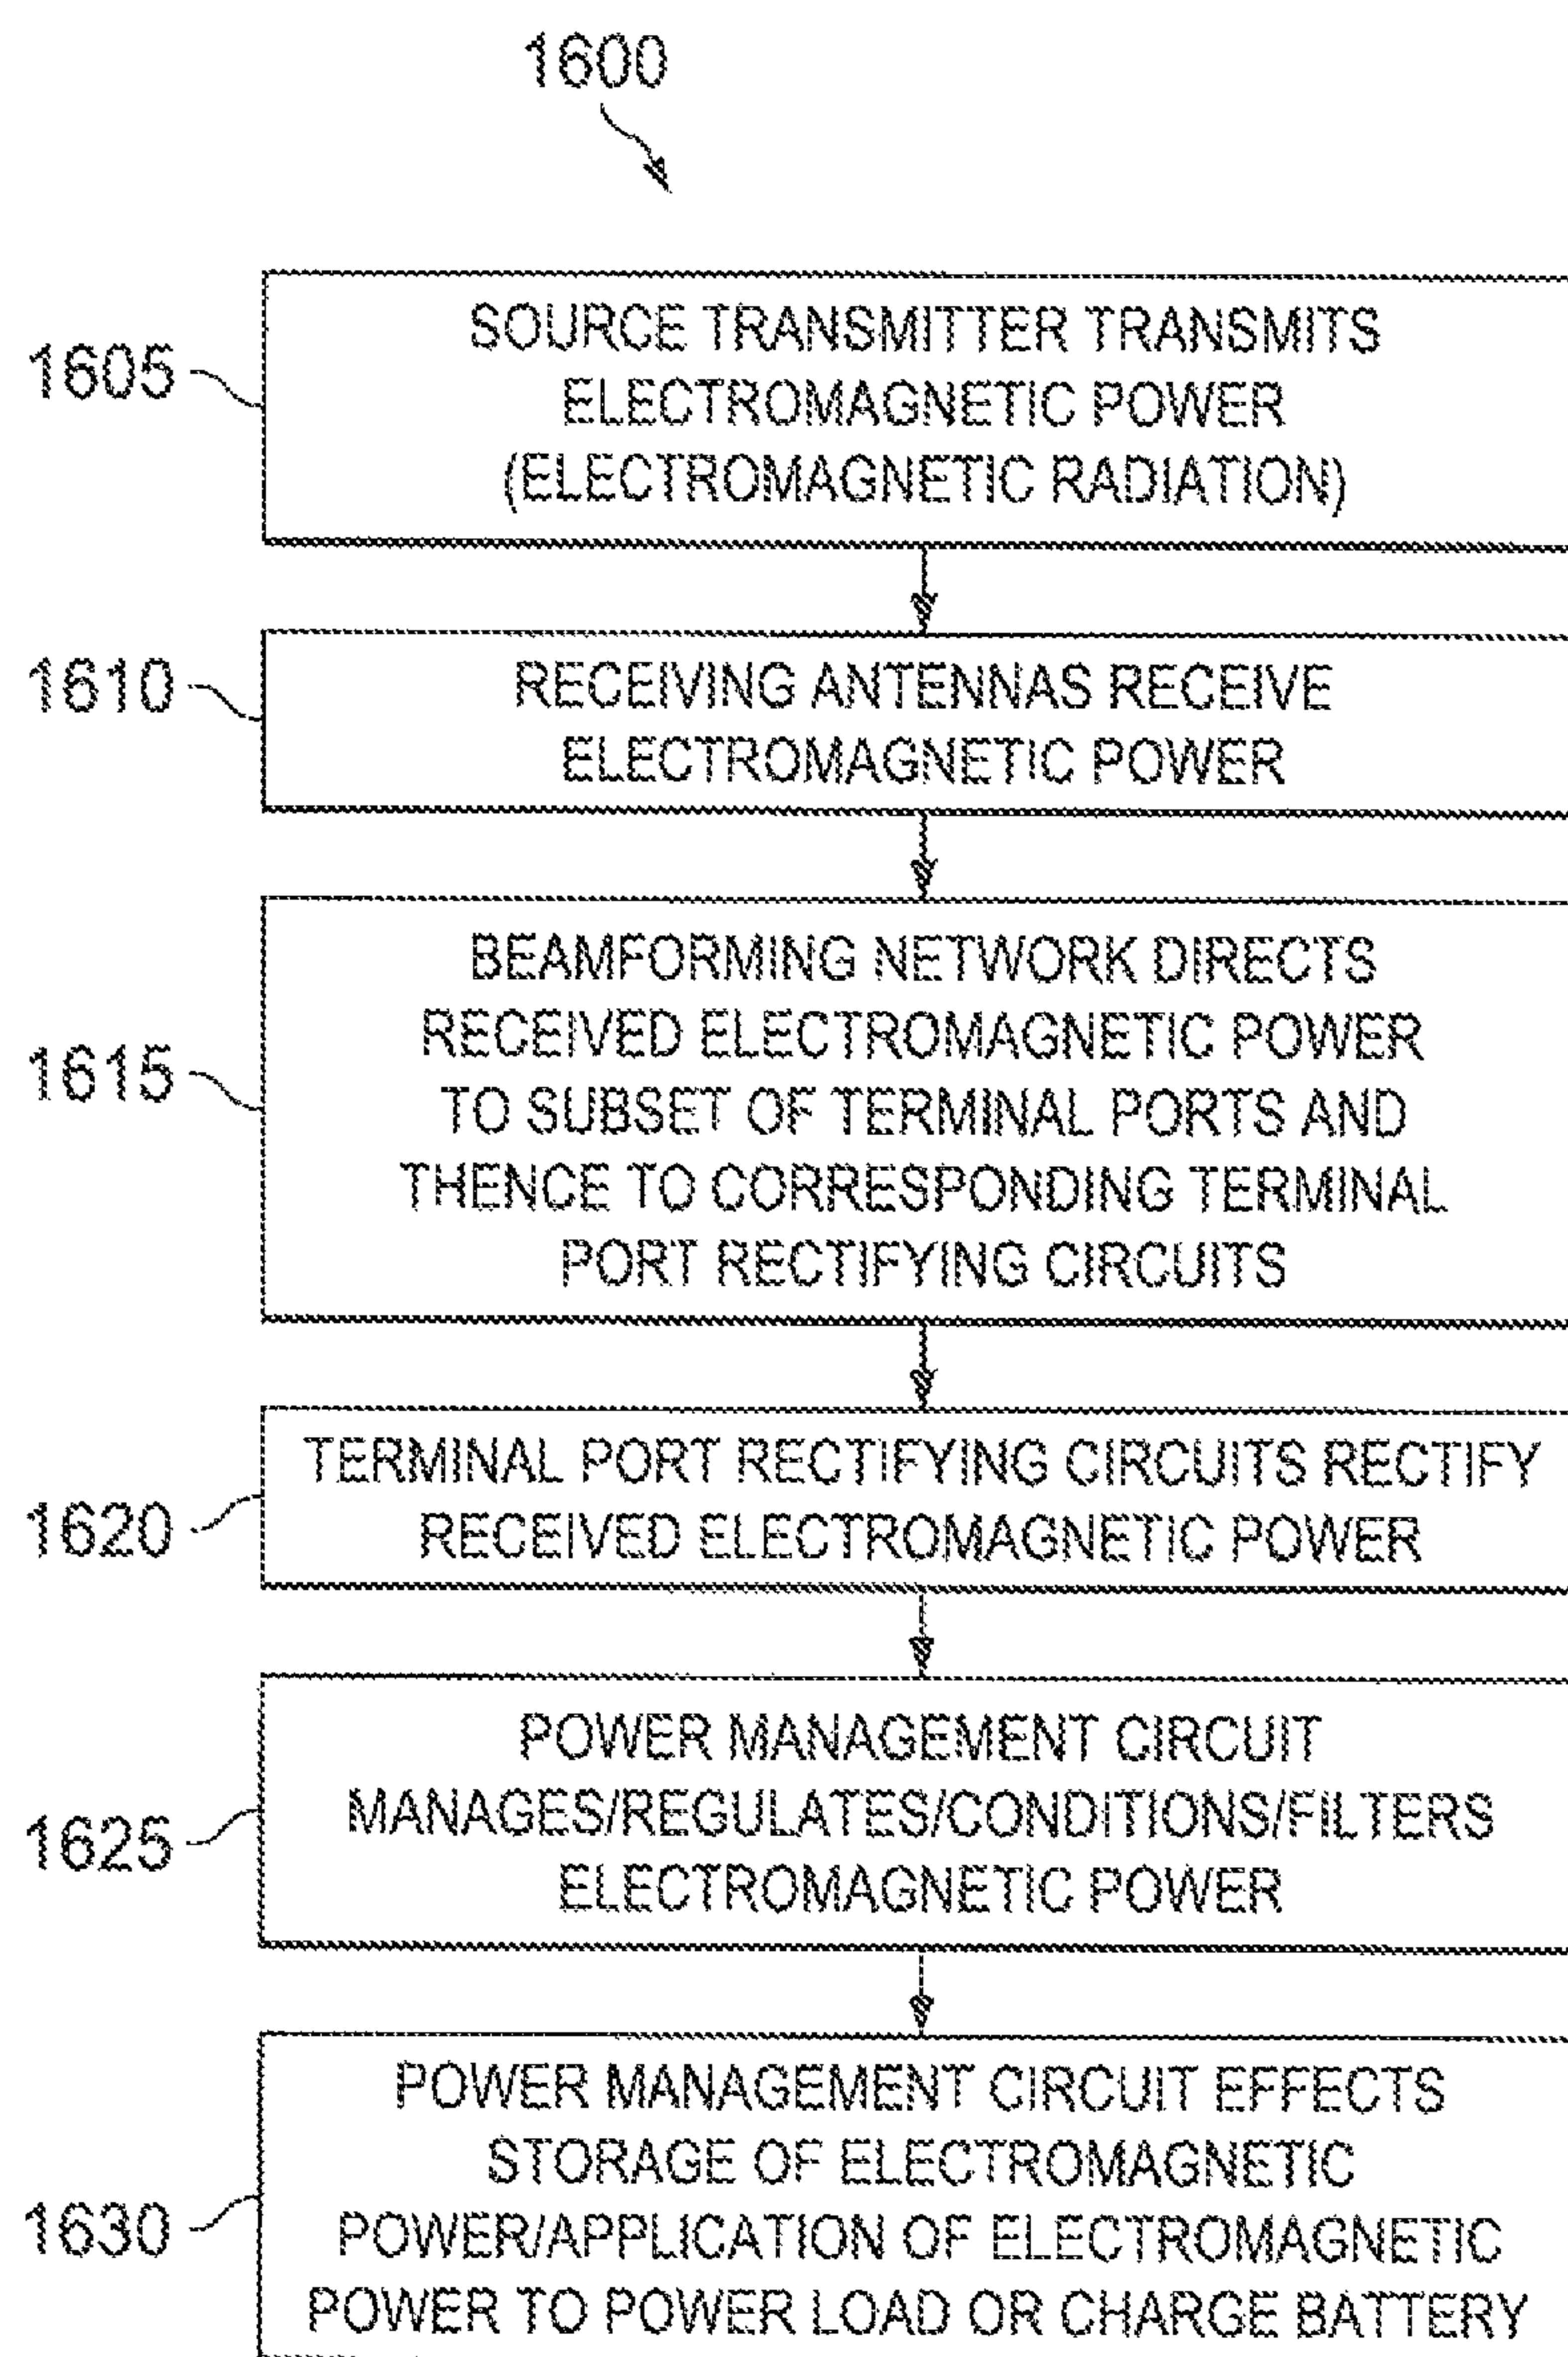 1600
1605
SOURCE TRANSMITTER TRANSMITS
ELECTROMAGNETIC POWER
(ELECTROMAGNETIC RADIATION)
1610
RECEIVING ANTENNAS RECEIVE
ELECTROMAGNETIC POWER
1615
BEAMFORMING NETWORK DIRECTS
RECEIVED ELECTROMAGNETIC POWER
TO SUBSET OF TERMINAL PORTS AND
THENCE TO CORRESPONDING TERMINAL
PORT RECTIFYING CIRCUITS
1620
TERMINAL PORT RECTIFYING CIRCUITS RECTIFY
RECEIVED ELECTROMAGNETIC POWER
1625
POWER MANAGEMENT CIRCUIT
MANAGES/REGULATES/CONDITIONS/FILTERS
ELECTROMAGNETIC POWER
1630
POWER MANAGEMENT CIRCUIT EFFECTS
STORAGE OF ELECTROMAGNETIC
POWER/APPLICATION OF ELECTROMAGNETIC
POWER TO POWER LOAD OR CHARGE BATTERY